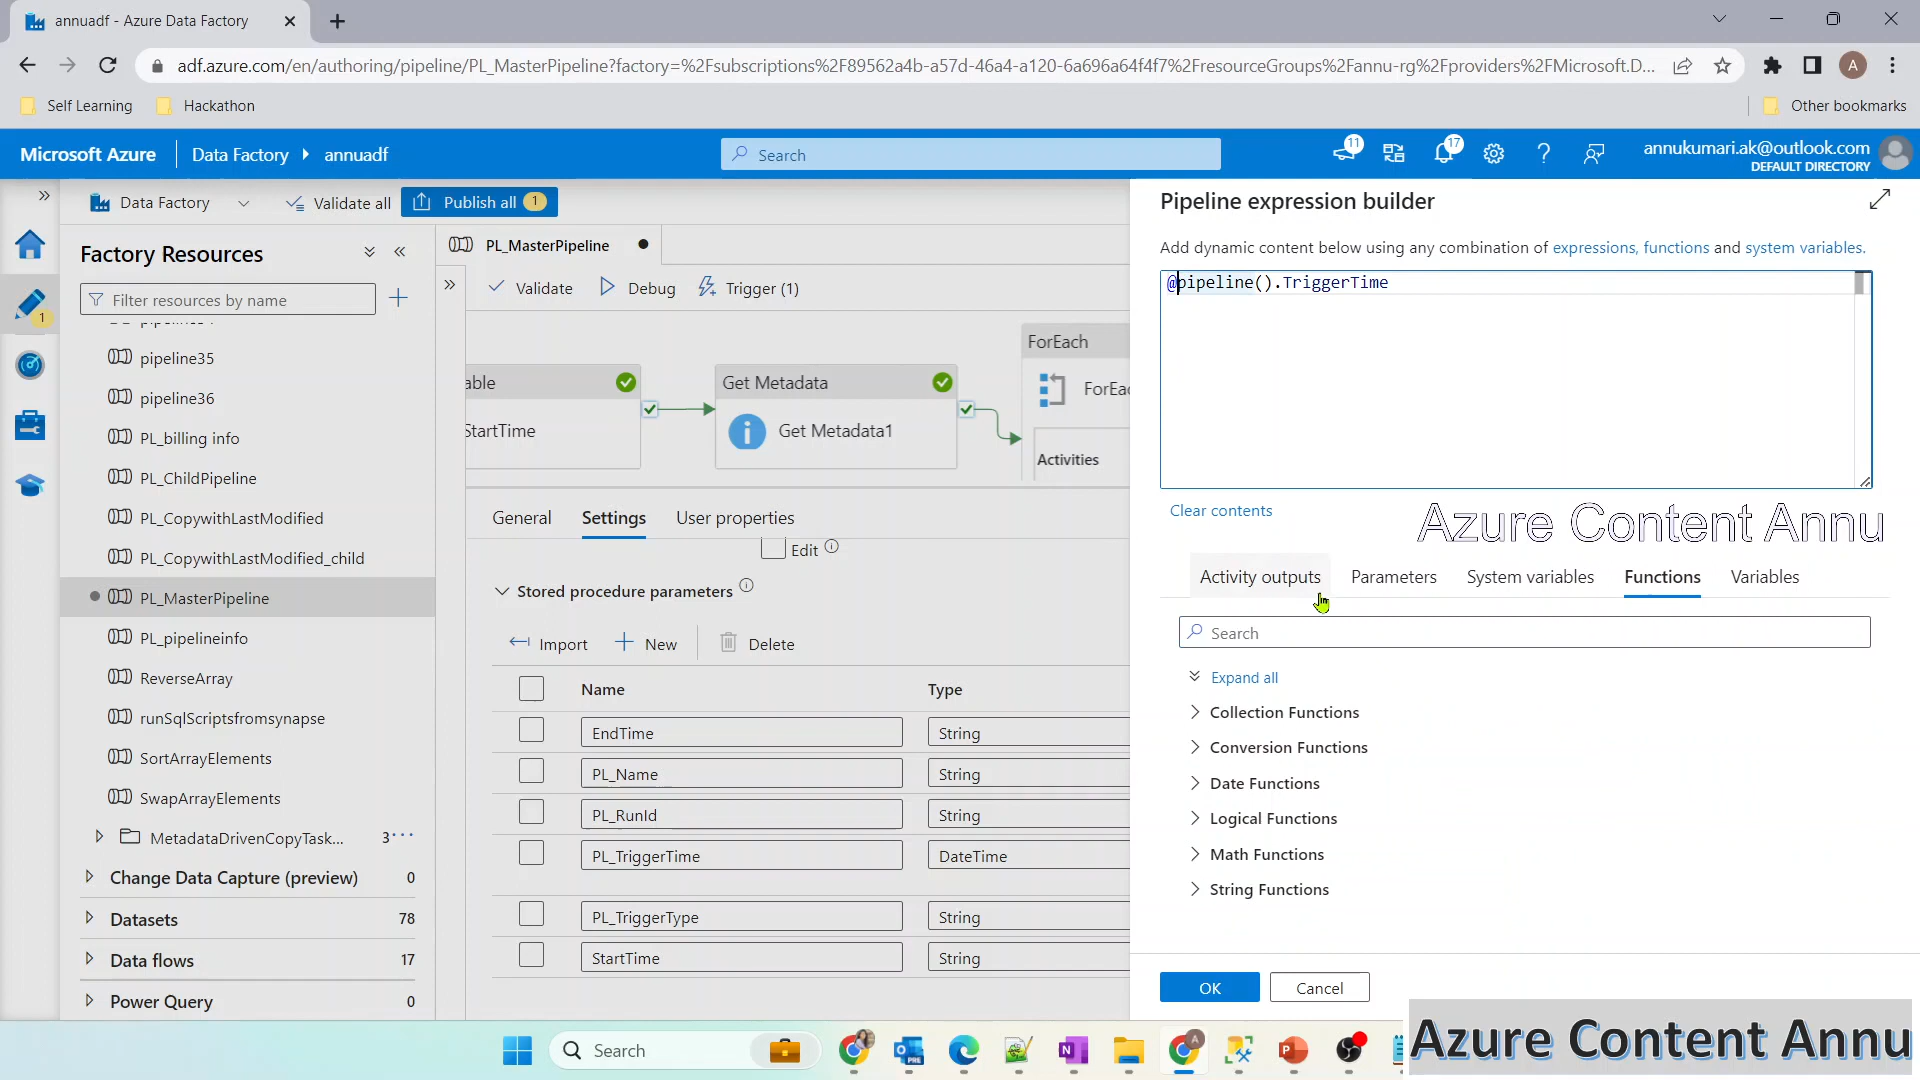 annuadf - Azure Data Factory
adf.azure.com/en/authoring/pipeline/PL_MasterPipeline?factory=%2Fsubscriptions%2F89562a4b-a57d-46a4-a120-6a696a64f4f7%2FresourceGroups%2Fannu-rg%2Fproviders%2FMicrosoft.D...
A
Self Learning
Hackathon
Other bookmarks
Microsoft Azure
Data Factory
annuadf
Search
11
17
annukumari.ak@outlook.com
DEFAULT DIRECTORY
Data Factory
Validate all
Publish all
1
Factory Resources
Filter resources by name
1
pipeline35
pipeline36
PL_billing info
PL_ChildPipeline
PL_CopywithLastModified
PL_CopywithLastModified_child
PL_MasterPipeline
PL_pipelineinfo
ReverseArray
runSqlScriptsfromsynapse
SortArrayElements
SwapArrayElements
MetadataDrivenCopyTask... 3 ...
Change Data Capture (preview) 0
Datasets 78
Data flows 17
Power Query 0
PL_MasterPipeline
Validate
Debug
Trigger (1)
able
StartTime
Get Metadata
Get Metadata1
ForEach
ForEac
Activities
General
Settings
User properties
Edit
Stored procedure parameters
Import
New
Delete
Name Type
EndTime String
PL_Name String
PL_RunId String
PL_TriggerTime DateTime
PL_TriggerType String
StartTime String
Pipeline expression builder
Add dynamic content below using any combination of expressions, functions and system variables.
@pipeline().TriggerTime
Clear contents
Azure Content Annu
Activity outputs
Parameters
System variables
Functions
Variables
Search
Expand all
Collection Functions
Conversion Functions
Date Functions
Logical Functions
Math Functions
String Functions
OK
Cancel
Search
Azure Content Annu